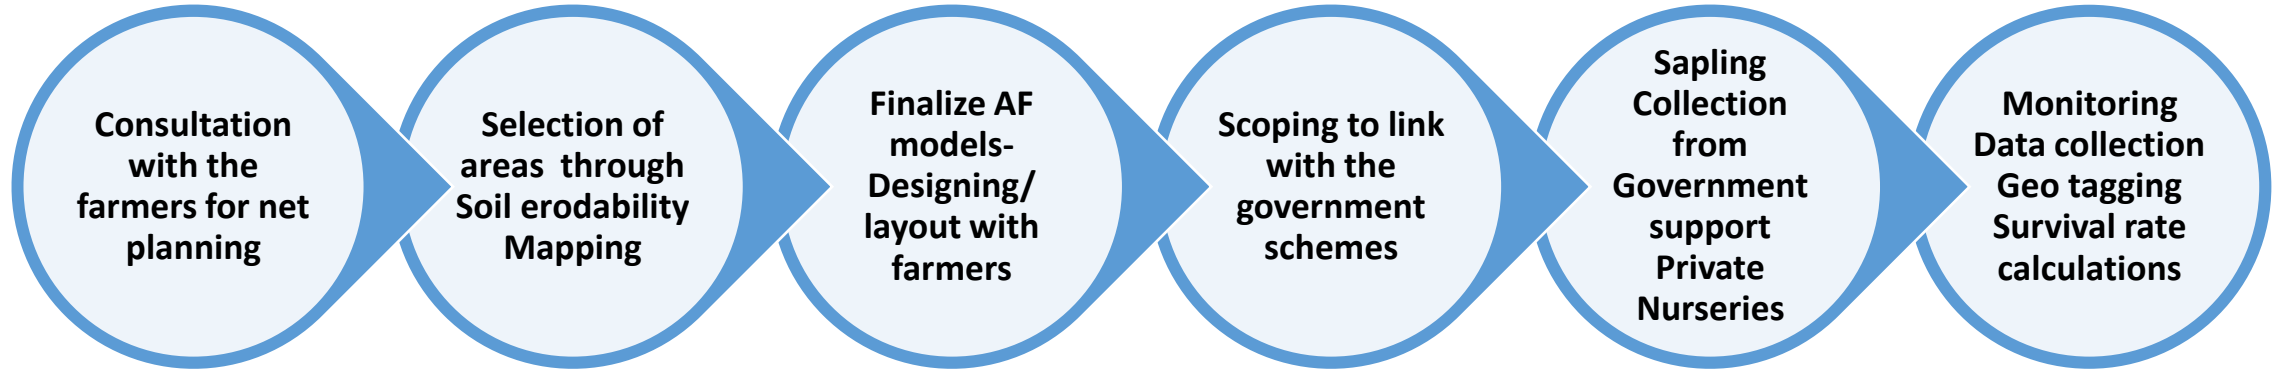 Consultation
with the
farmers for net
planning
Selection of
areas through
Soil erodability
Mapping
Finalize AF
models-
Designing/
layout with
farmers
Scoping to link
with the
government
schemes
Sapling
Collection
from
Government
support
Private
Nurseries
Monitoring
Data collection
Geo tagging
Survival rate
calculations